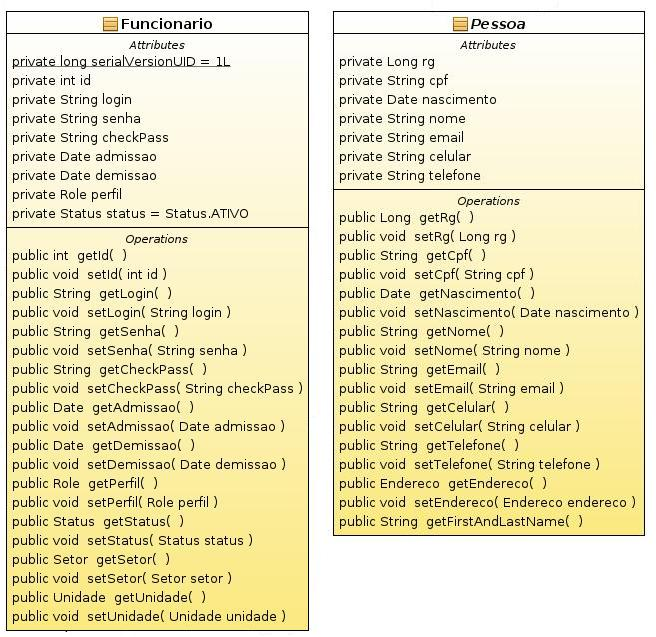 Funcionario
Attributes
private long serialVersionUID = 1L
private int id
private String login
private String senha
private String checkPass
private Date admissao
private Date demissao
private Role perfil
private Status status = Status.ATIVO
Operations
public int  getId(  )
public void  setId( int id )
public String  getLogin(  )
public void  setLogin( String login )
public String  getSenha(  )
public void  setSenha( String senha )
public String  getCheckPass(  )
public void  setCheckPass( String checkPass )
public Date  getAdmissao(  )
public void  setAdmissao( Date admissao )
public Date  getDemissao(  )
public void  setDemissao( Date demissao )
public Role  getPerfil(  )
public void  setPerfil( Role perfil )
public Status  getStatus(  )
public void  setStatus( Status status )
public Setor  getSetor(  )
public void  setSetor( Setor setor )
public Unidade  getUnidade(  )
public void  setUnidade( Unidade unidade )
Pessoa
Attributes
private Long rg
private String cpf
private Date nascimento
private String nome
private String email
private String celular
private String telefone
Operations
public Long  getRg(  )
public void  setRg( Long rg )
public String  getCpf(  )
public void  setCpf( String cpf )
public Date  getNascimento(  )
public void  setNascimento( Date nascimento )
public String  getNome(  )
public void  setNome( String nome )
public String  getEmail(  )
public void  setEmail( String email )
public String  getCelular(  )
public void  setCelular( String celular )
public String  getTelefone(  )
public void  setTelefone( String telefone )
public Endereco  getEndereco(  )
public void  setEndereco( Endereco endereco )
public String  getFirstAndLastName(  )